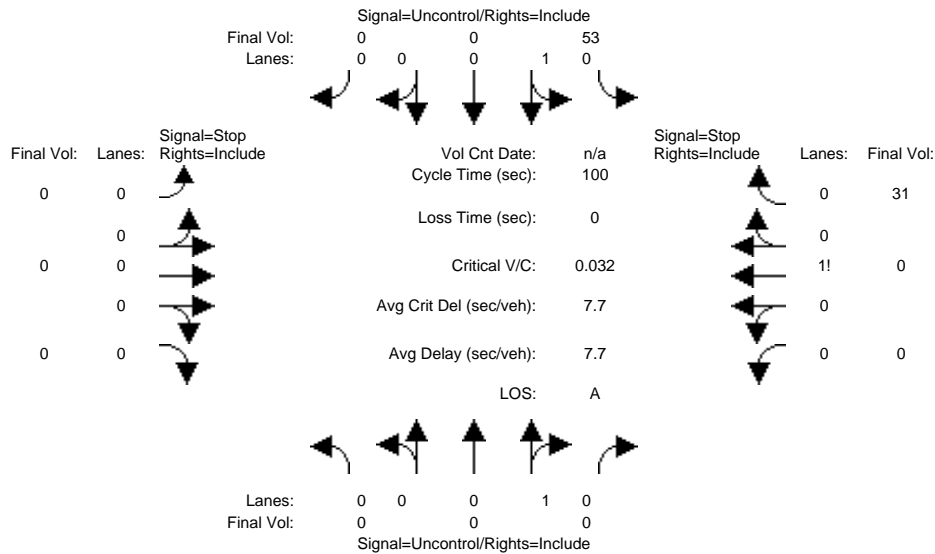 Signal=Uncontrol/Rights=Include
Final Vol: 0 0 53
Lanes: 0 0 0 1 0
Signal=Stop
Final Vol: Lanes: Rights=Include
Vol Cnt Date: n/a
Signal=Stop
Rights=Include Lanes: Final Vol:
Cycle Time (sec): 100
0 0
0 31
Loss Time (sec): 0
0
0
0 0
Critical V/C: 0.032
1! 0
0
Avg Crit Del (sec/veh): 7.7
0
0 0
Avg Delay (sec/veh): 7.7
0 0
LOS: A
Lanes: 0 0 0 1 0
Final Vol: 0 0 0
Signal=Uncontrol/Rights=Include